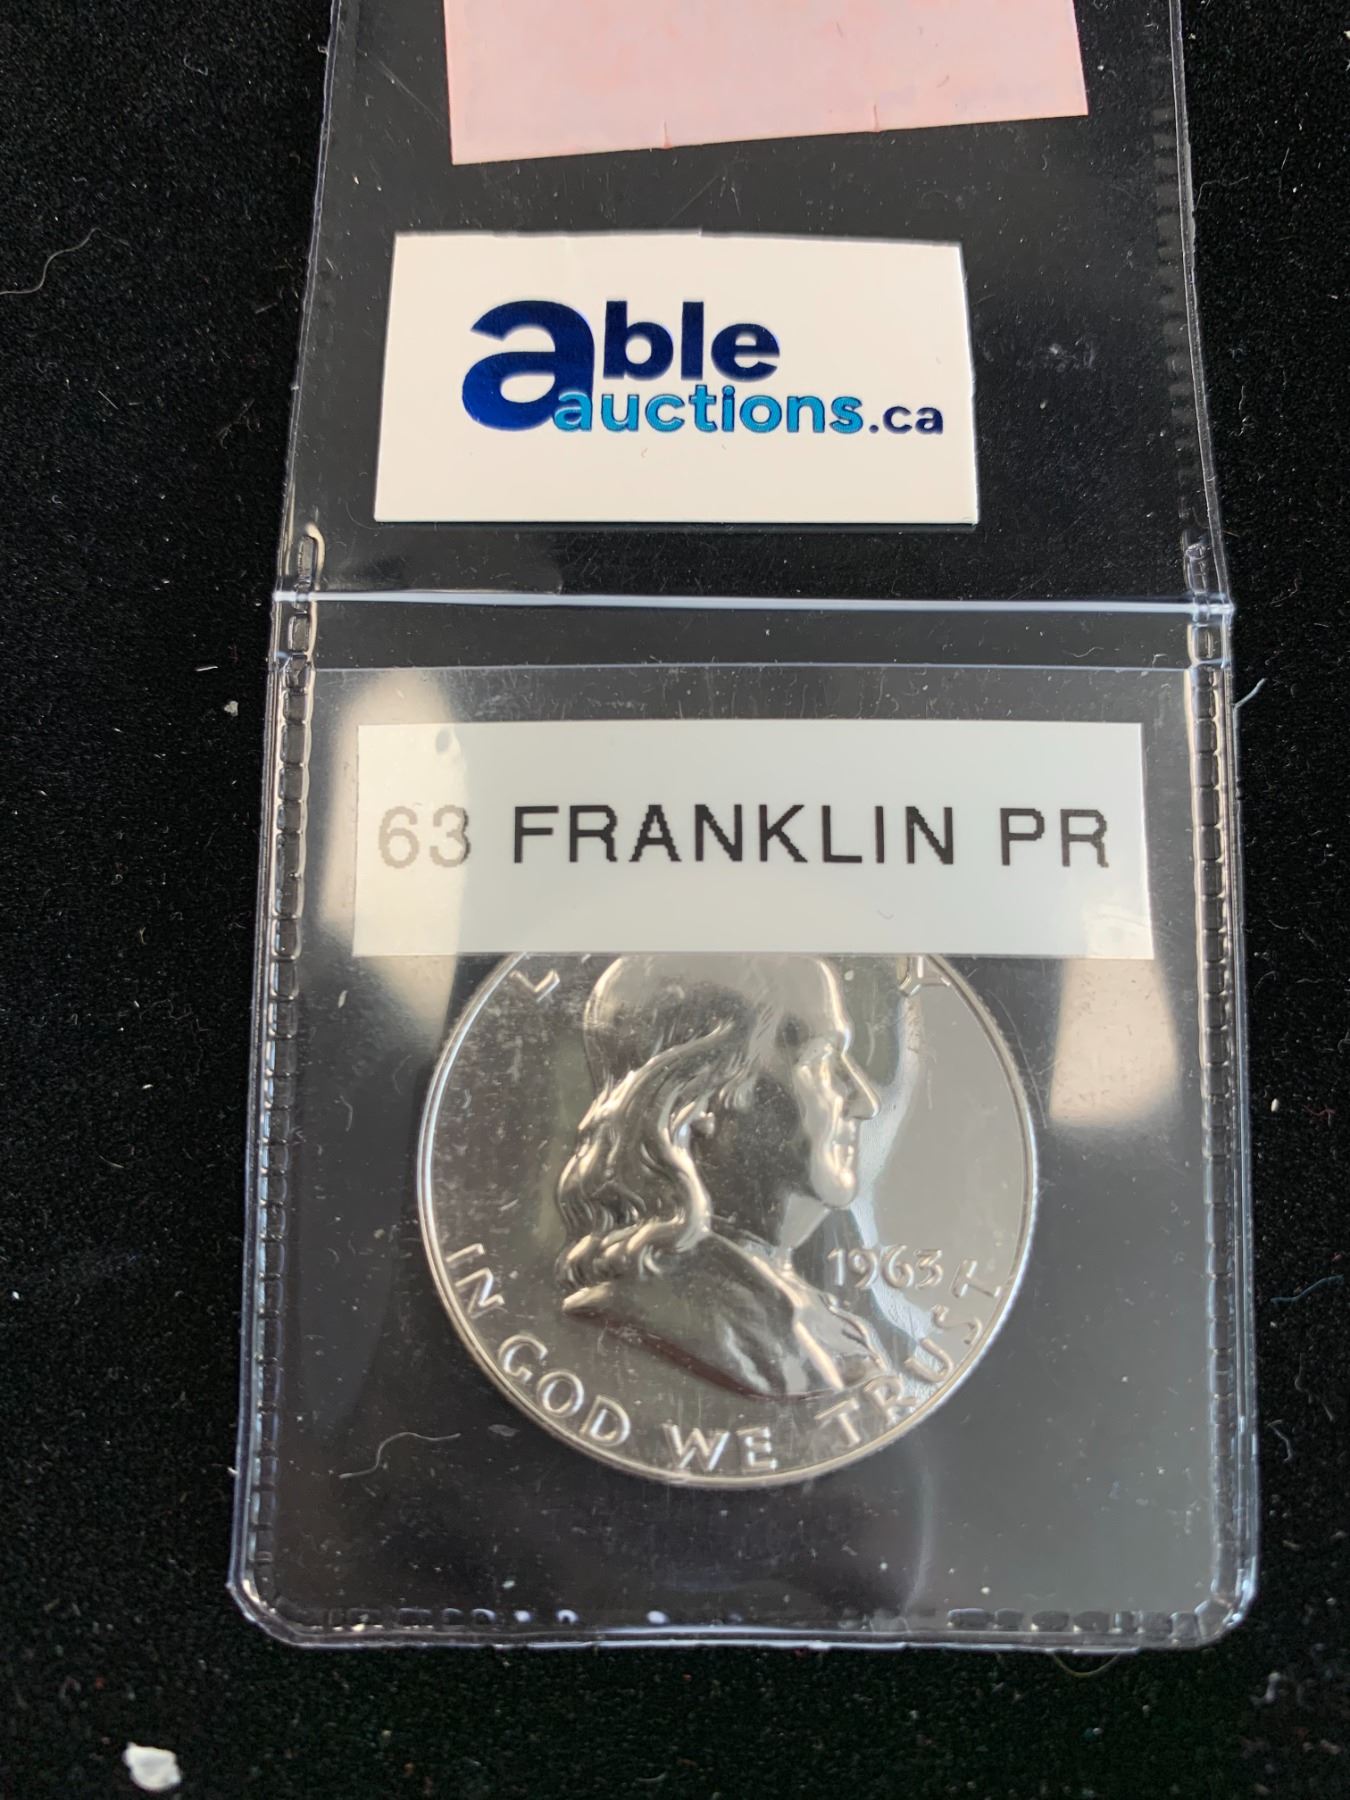 able
auctions.ca
63 FRANKLIN PR
1963
IN GOD WE TRUST